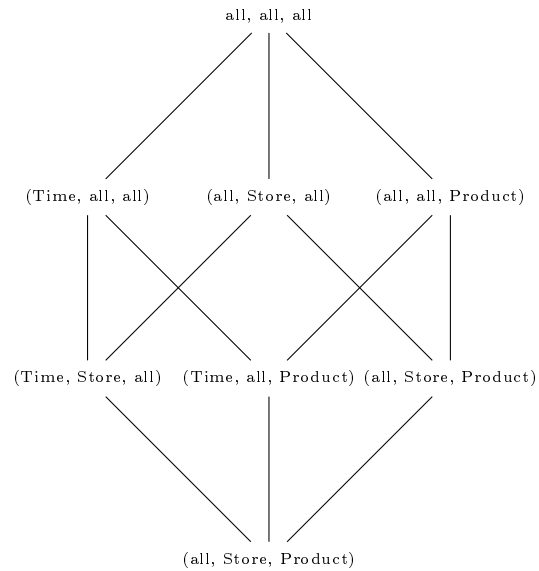 all, all, all
(Time, all, all) (all, Store, all) (all, all, Product)
(Time, Store, all) (Time, all, Product) (all, Store, Product)
(all, Store, Product)